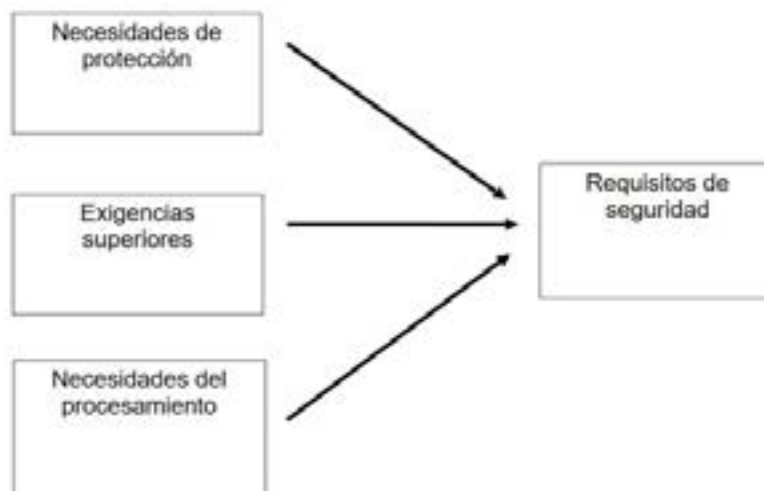 Necesidades de
protección
Exigencias
superiores
Necesidades del
procesamiento
Requisitos de
seguridad